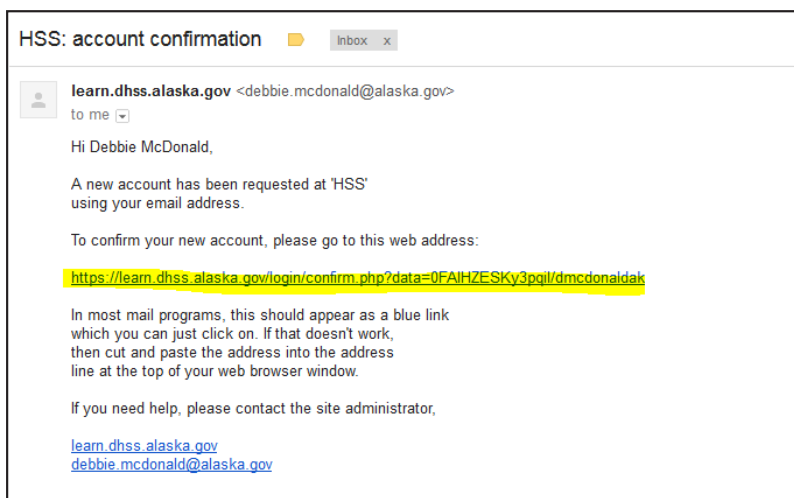 HSS: account confirmation Inbox x
learn.dhss.alaska.gov <debbie.mcdonald@alaska.gov>
to me
Hi Debbie McDonald,
A new account has been requested at 'HSS'
using your email address.
To confirm your new account, please go to this web address:
https://learn.dhss.alaska.gov/login/confirm.php?data=0FAIHZESKy3pqil/dmcdonaldak
In most mail programs, this should appear as a blue link
which you can just click on. If that doesn't work,
then cut and paste the address into the address
line at the top of your web browser window.
If you need help, please contact the site administrator,
learn.dhss.alaska.gov
debbie.mcdonald@alaska.gov